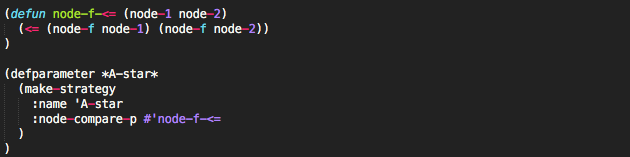 (defun node-f-<= (node-1 node-2)
  (<= (node-f node-1) (node-f node-2))
)
(defparameter *A-star*
  (make-strategy
    :name 'A-star
    :node-compare-p #'node-f-<=
  )
)